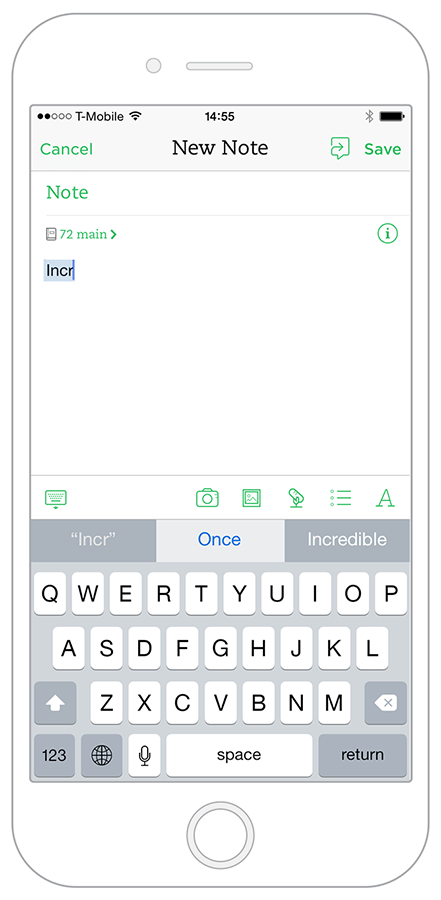 T-Mobile 14:55
Cancel New Note Save
Note
72 main
Incr
A
“Incr” Once Incredible
Q W E R T Y U I O P
A S D F G H J K L
Z X C V B N M
123 space return